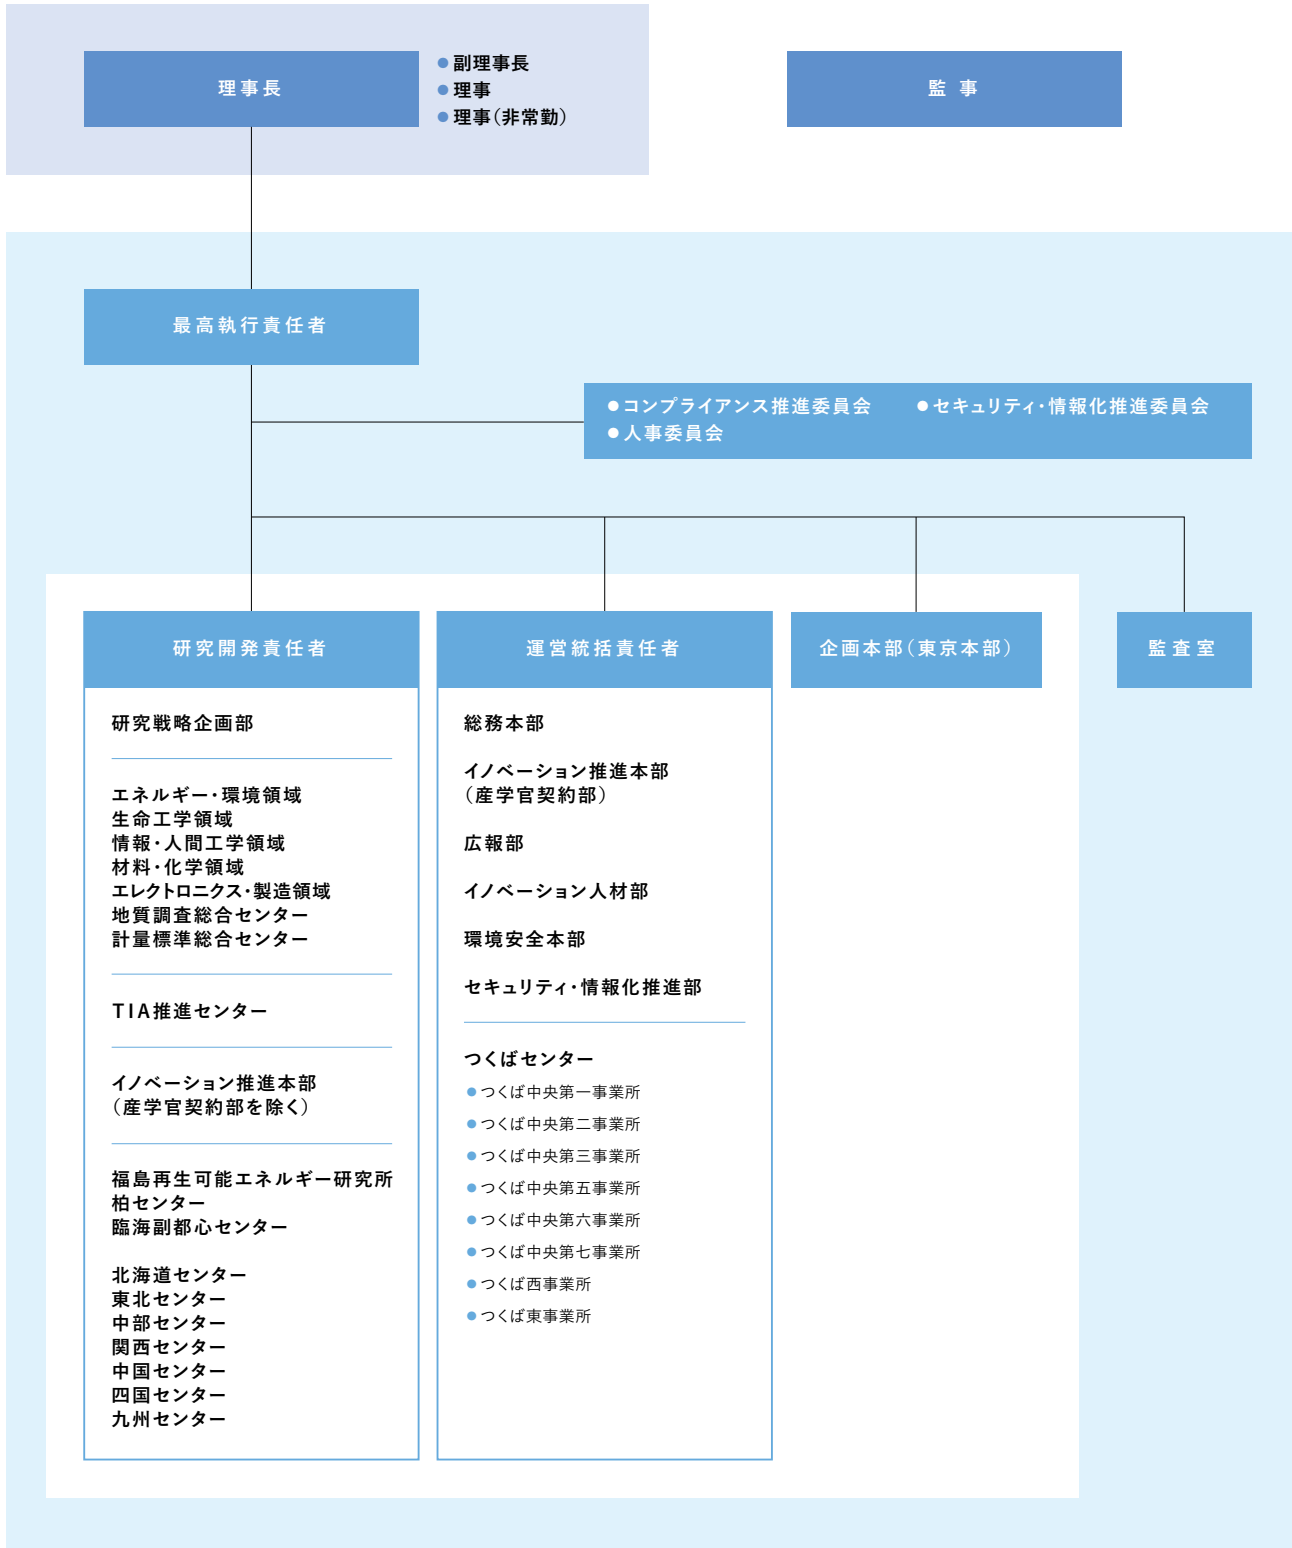 理事長
●副理事長
●理事
●理事（非常勤）
監 事
最高執行責任者
●コンプライアンス推進委員会 ●セキュリティ・情報化推進委員会
●人事委員会
研究開発責任者
研究戦略企画部
エネルギー・環境領域
生命工学領域
情報・人間工学領域
材料・化学領域
エレクトロニクス・製造領域
地質調査総合センター
計量標準総合センター
TIA推進センター
イノベーション推進本部
（産学官契約部を除く）
福島再生可能エネルギー研究所
柏センター
臨海副都心センター
北海道センター
東北センター
中部センター
関西センター
中国センター
四国センター
九州センター
運営統括責任者
総務本部
イノベーション推進本部
（産学官契約部）
広報部
イノベーション人材部
環境安全本部
セキュリティ・情報化推進部
つくばセンター
●つくば中央第一事業所
●つくば中央第二事業所
●つくば中央第三事業所
●つくば中央第五事業所
●つくば中央第六事業所
●つくば中央第七事業所
●つくば西事業所
●つくば東事業所
企画本部（東京本部）
監査室